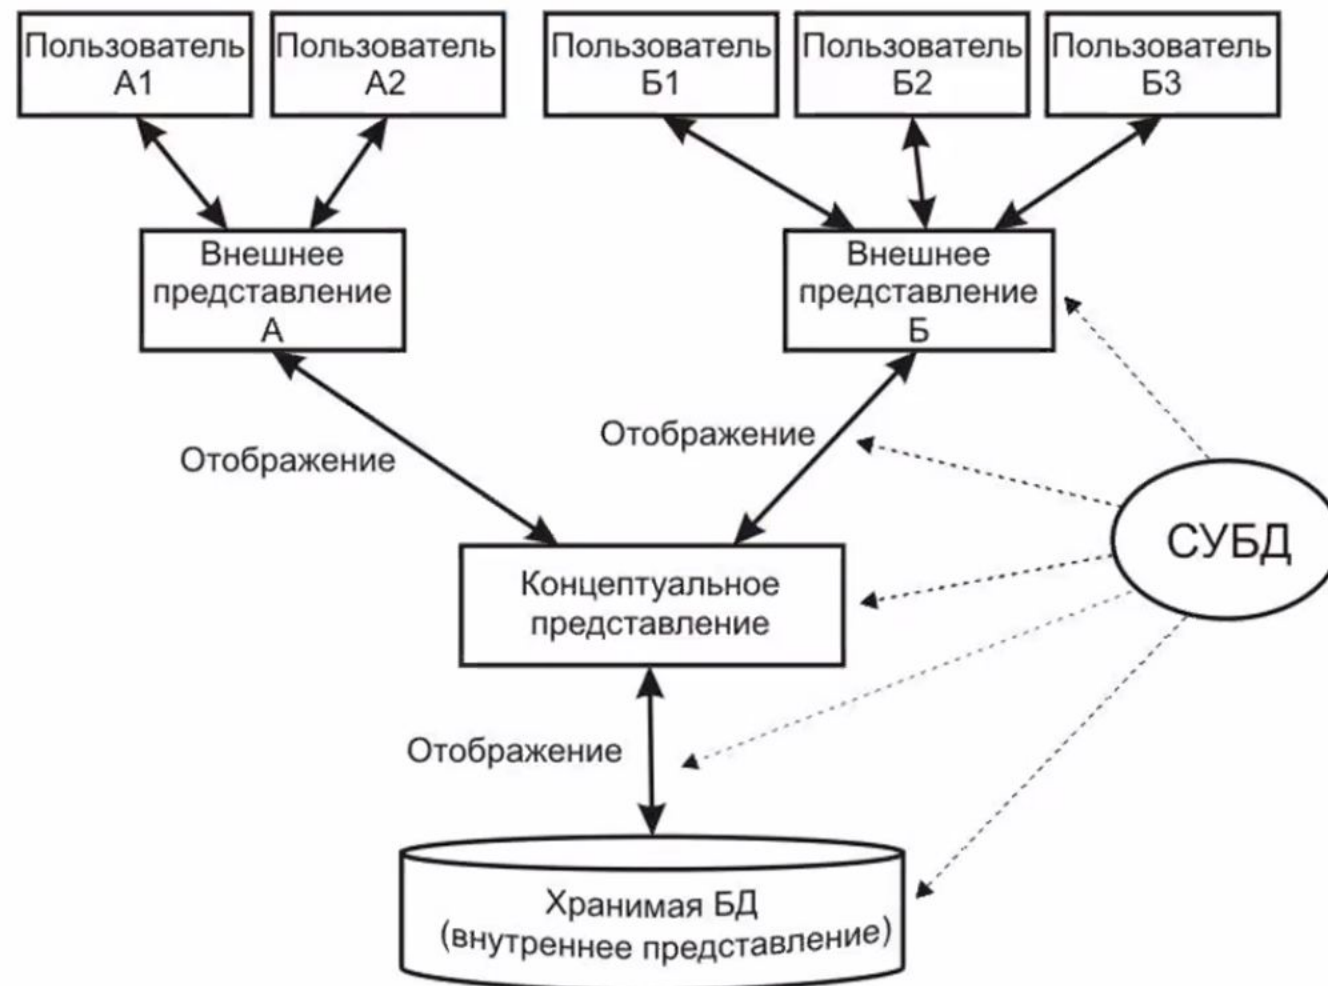 Пользователь
А1
Пользователь
А2
Пользователь
Б1
Пользователь
Б2
Пользователь
Б3
Внешнее
представление
А
Внешнее
представление
Б
Отображение
Отображение
СУБД
Концептуальное
представление
Отображение
Хранимая БД
(внутреннее представление)